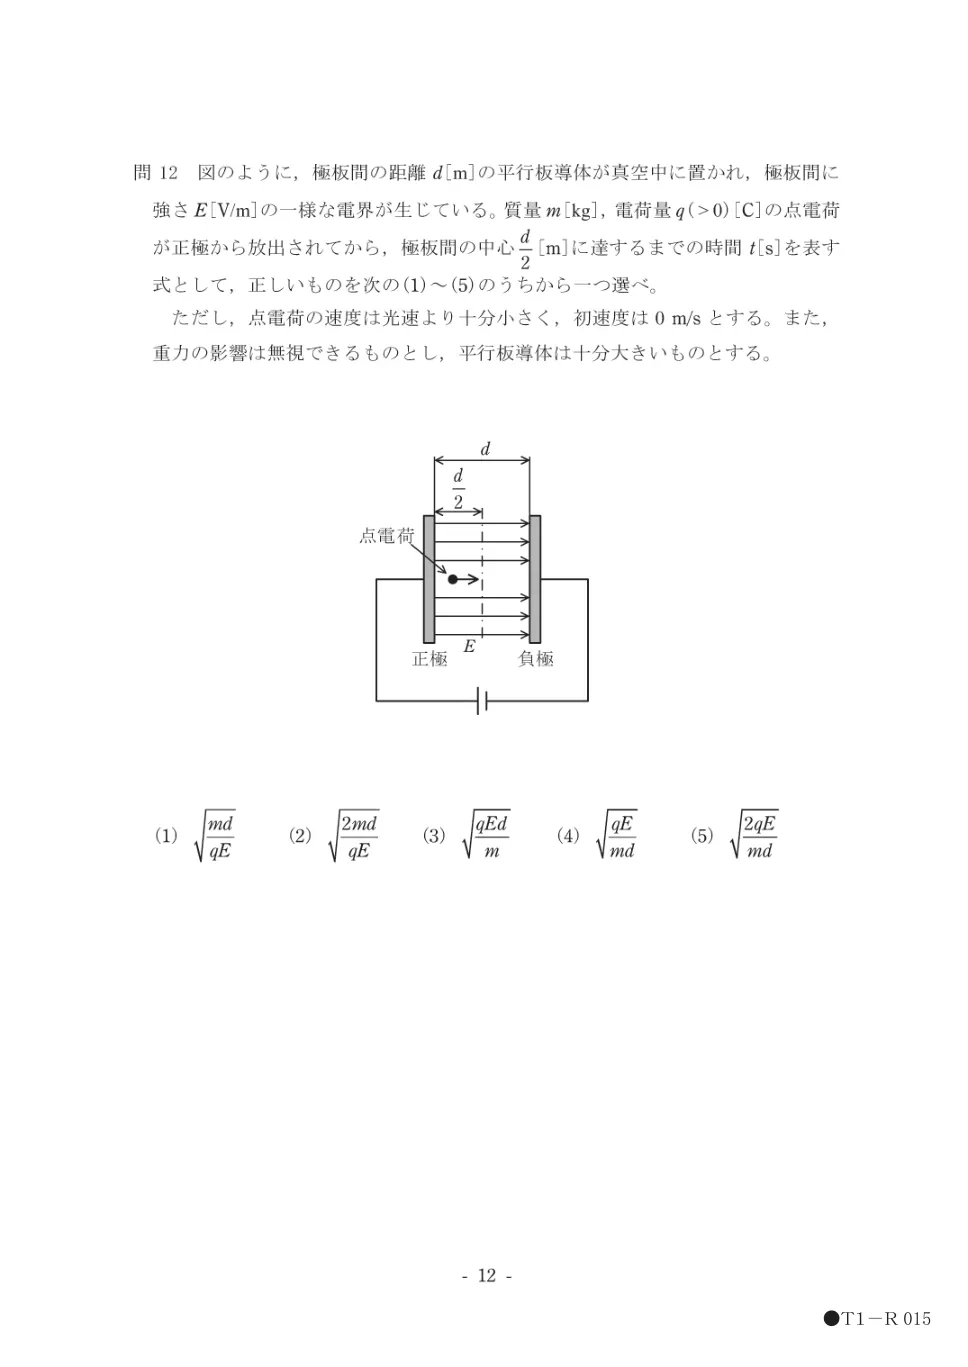 問 12　図のように，極板間の距離 d[m]の平行板導体が真空中に置かれ，極板間に
強さ E[V/m]の一様な電界が生じている。質量 m[kg]，電荷量 q(>0)[C]の点電荷
が正極から放出されてから，極板間の中心 d/2 [m]に達するまでの時間 t[s]を表す
式として，正しいものを次の(1)～(5)のうちから一つ選べ。
ただし，点電荷の速度は光速より十分小さく，初速度は 0 m/s とする。また，
重力の影響は無視できるものとし，平行板導体は十分大きいものとする。
d
d/2
点電荷
E
正極　負極
(1) √(md/qE)　(2) √(2md/qE)　(3) √(qEd/m)　(4) √(qE/md)　(5) √(2qE/md)
- 12 -
●T1－R 015